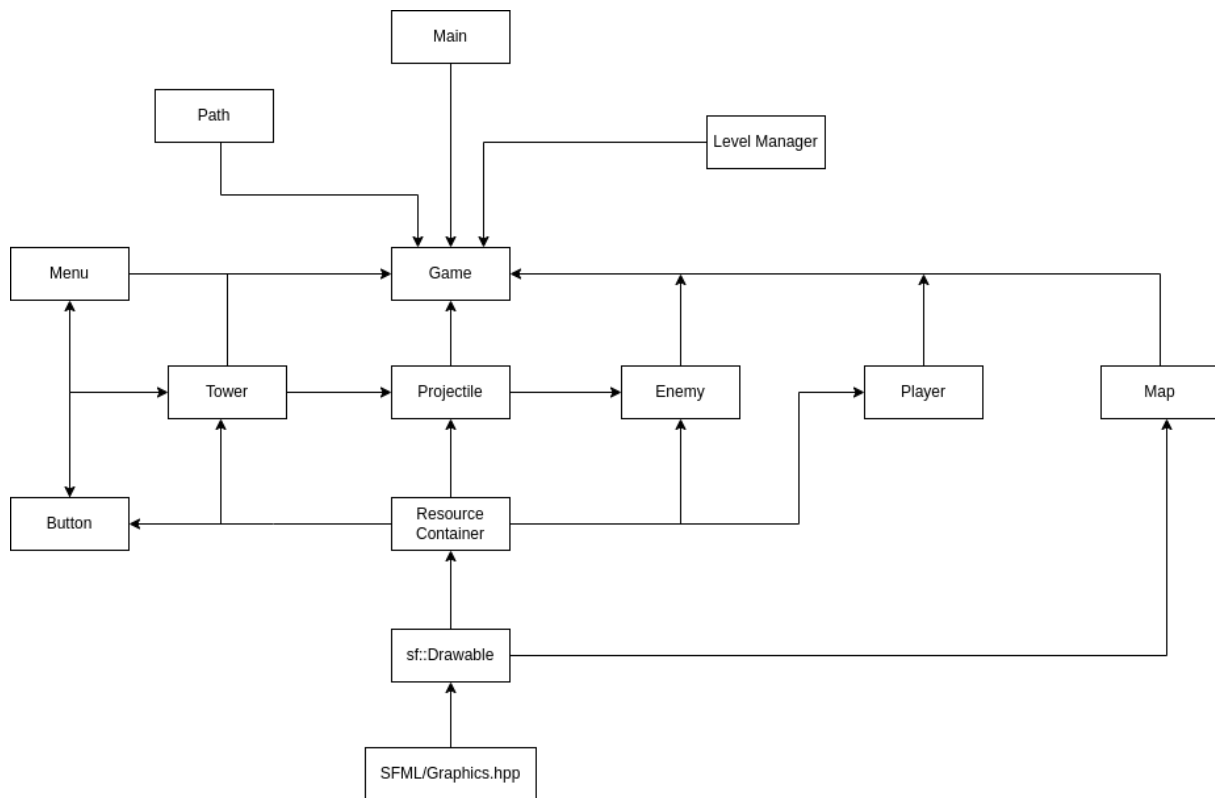 Main
Path
Level Manager
Menu
Game
Tower
Projectile
Enemy
Player
Map
Button
Resource
Container
sf::Drawable
SFML/Graphics.hpp